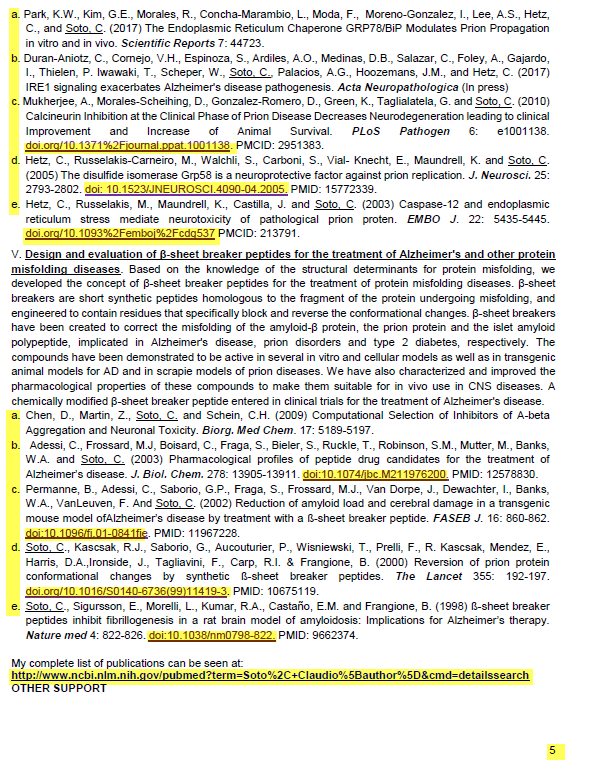 a. Park, K.W., Kim, G.E., Morales, R., Concha-Marambio, L., Moda, F., Moreno-Gonzalez, I., Lee, A.S., Hetz,
C., and Soto, C. (2017) The Endoplasmic Reticulum Chaperone GRP78/BiP Modulates Prion Propagation
in vitro and in vivo. Scientific Reports 7: 44723.
b. Duran-Aniotz, C., Cornejo, V.H., Espinoza, S., Ardiles, A.O., Medinas, D.B., Salazar, C., Foley, A., Gajardo,
I., Thielen, P. Iwawaki, T., Scheper, W., Soto, C., Palacios, A.G., Hoozemans, J.M., and Hetz, C. (2017)
IRE1 signaling exacerbates Alzheimer's disease pathogenesis. Acta Neuropathologica (In press)
c. Mukherjee, A., Morales-Scheihing, D., Gonzalez-Romero, D., Green, K., Taglialatela, G. and Soto, C. (2010)
Calcineurin Inhibition at the Clinical Phase of Prion Disease Decreases Neurodegeneration leading to clinical
Improvement and Increase of Animal Survival. PLoS Pathogen 6: e1001138.
doi.org/10.1371%2Fjournal.ppat.1001138. PMCID: 2951383.
d. Hetz, C., Russelakis-Carneiro, M., Walchli, S., Carboni, S., Vial- Knecht, E., Maundrell, K. and Soto, C.
(2005) The disulfide isomerase Grp58 is a neuroprotective factor against prion replication. J. Neurosci. 25:
2793-2802. doi: 10.1523/JNEUROSCI.4090-04.2005. PMID: 15772339.
e. Hetz, C., Russelakis, M., Maundrell, K., Castilla, J. and Soto, C. (2003) Caspase-12 and endoplasmic
reticulum stress mediate neurotoxicity of pathological prion proten. EMBO J. 22: 5435-5445.
doi.org/10.1093%2Femboj%2Fcdg537 PMCID: 213791.
V. Design and evaluation of β-sheet breaker peptides for the treatment of Alzheimer's and other protein
misfolding diseases. Based on the knowledge of the structural determinants for protein misfolding, we
developed the concept of β-sheet breaker peptides for the treatment of protein misfolding diseases. β-sheet
breakers are short synthetic peptides homologous to the fragment of the protein undergoing misfolding, and
engineered to contain residues that specifically block and reverse the conformational changes. β-sheet breakers
have been created to correct the misfolding of the amyloid-β protein, the prion protein and the islet amyloid
polypeptide, implicated in Alzheimer's disease, prion disorders and type 2 diabetes, respectively. The
compounds have been demonstrated to be active in several in vitro and cellular models as well as in transgenic
animal models for AD and in scrapie models of prion diseases. We have also characterized and improved the
pharmacological properties of these compounds to make them suitable for in vivo use in CNS diseases. A
chemically modified β-sheet breaker peptide entered in clinical trials for the treatment of Alzheimer's disease.
a. Chen, D., Martin, Z., Soto, C. and Schein, C.H. (2009) Computational Selection of Inhibitors of A-beta
Aggregation and Neuronal Toxicity. Biorg. Med Chem. 17: 5189-5197.
b. Adessi, C., Frossard, M.J, Boisard, C., Fraga, S., Bieler, S., Ruckle, T., Robinson, S.M., Mutter, M., Banks,
W.A. and Soto, C. (2003) Pharmacological profiles of peptide drug candidates for the treatment of
Alzheimer's disease. J. Biol. Chem. 278: 13905-13911. doi:10.1074/jbc.M211976200. PMID: 12578830.
c. Permanne, B., Adessi, C., Saborio, G.P., Fraga, S., Frossard, M.J., Van Dorpe, J., Dewachter, I., Banks,
W.A., VanLeuven, F. And Soto, C. (2002) Reduction of amyloid load and cerebral damage in a transgenic
mouse model ofAlzheimer's disease by treatment with a ß-sheet breaker peptide. FASEB J. 16: 860-862.
doi:10.1096/fj.01-0841fje. PMID: 11967228.
d. Soto, C., Kascsak, R.J., Saborio, G., Aucouturier, P., Wisniewski, T., Prelli, F., R. Kascsak, Mendez, E.,
Harris, D.A.,Ironside, J., Tagliavini, F., Carp, R.I. & Frangione, B. (2000) Reversion of prion protein
conformational changes by synthetic ß-sheet breaker peptides. The Lancet 355: 192-197.
doi.org/10.1016/S0140-6736(99)11419-3. PMID: 10675119.
e. Soto, C., Sigursson, E., Morelli, L., Kumar, R.A., Castaño, E.M. and Frangione, B. (1998) ß-sheet breaker
peptides inhibit fibrillogenesis in a rat brain model of amyloidosis: Implications for Alzheimer's therapy.
Nature med 4: 822-826. doi:10.1038/nm0798-822. PMID: 9662374.
My complete list of publications can be seen at:
http://www.ncbi.nlm.nih.gov/pubmed?term=Soto%2C+Claudio%5Bauthor%5D&cmd=detailssearch
OTHER SUPPORT
5